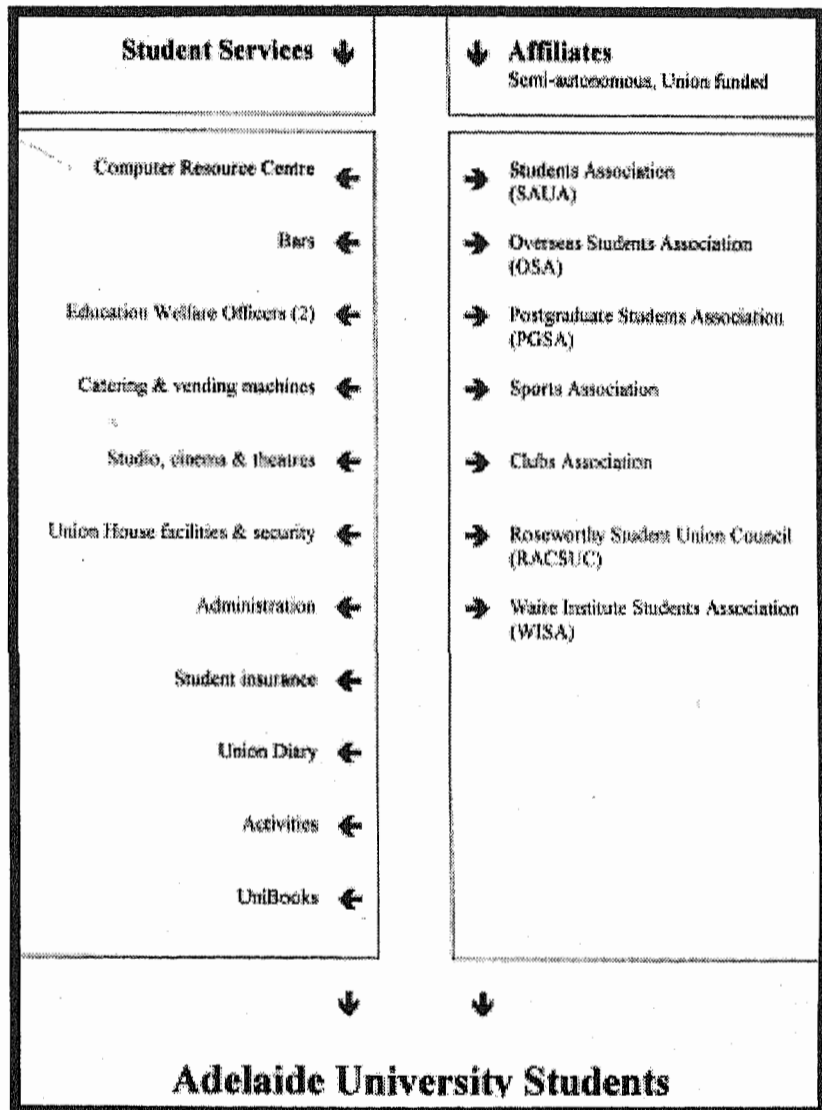 Student Services
Affiliates
Semi-autonomous, Union funded
Computer Resource Centre
Bars
Education Welfare Officers (2)
Catering & vending machines
Studio, cinema & theatres
Union House facilities & security
Administration
Student insurance
Union Diary
Activities
UniBooks
Students Association
(SAUA)
Overseas Students Association
(OSA)
Postgraduate Students Association
(PGSA)
Sports Association
Clubs Association
Roseworthy Student Union Council
(RACSUC)
Waite Institute Students Association
(WISA)
Adelaide University Students